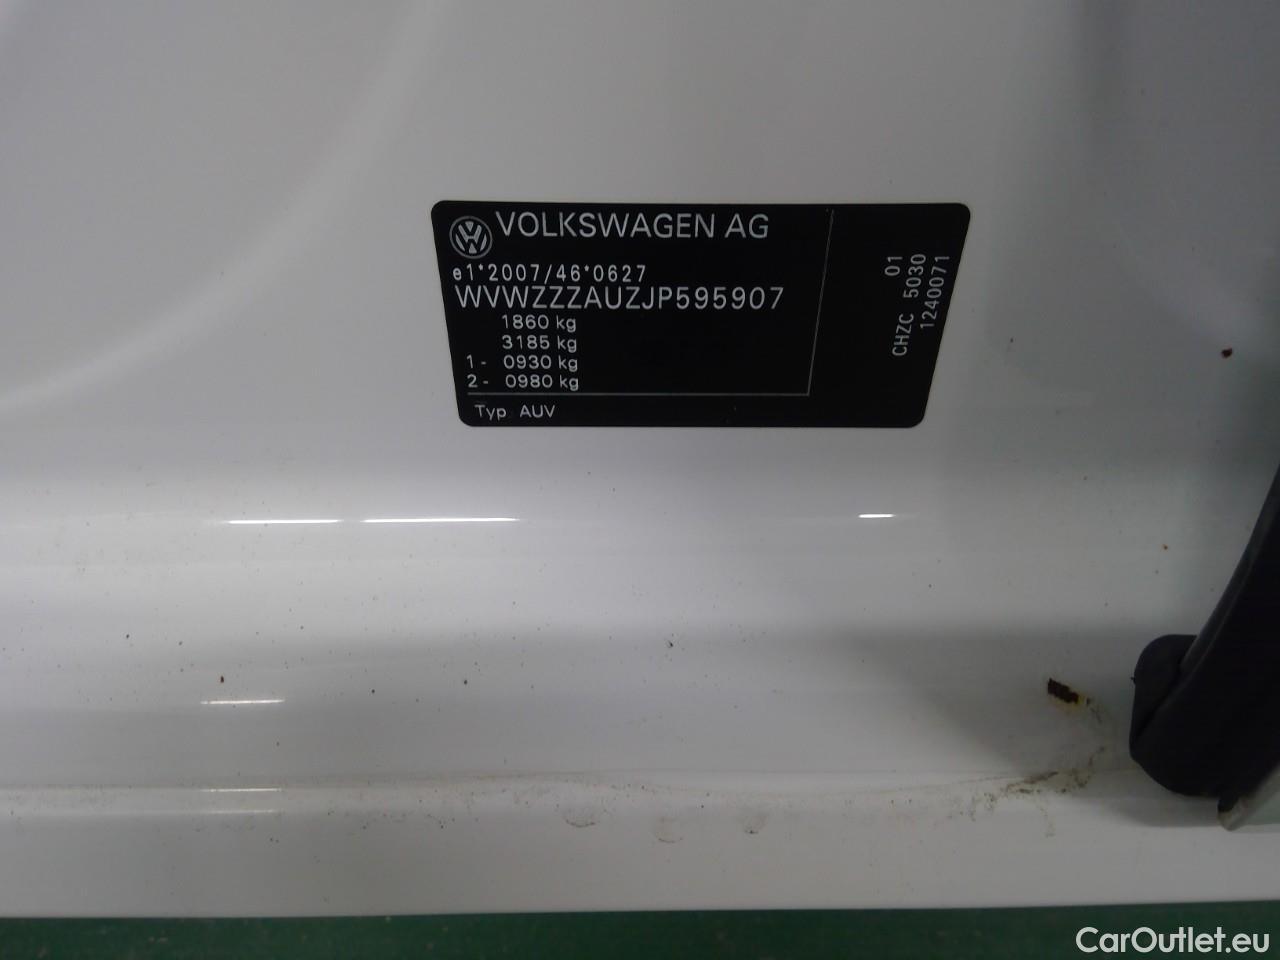 VOLKSWAGEN AG
e1*2007/46*0627
WVWZZZAUZJP595907
1860 kg
3185 kg
1- 0930 kg
2- 0980 kg
Typ AUV
01
CHZC 5030
1240071
CarOutlet.eu